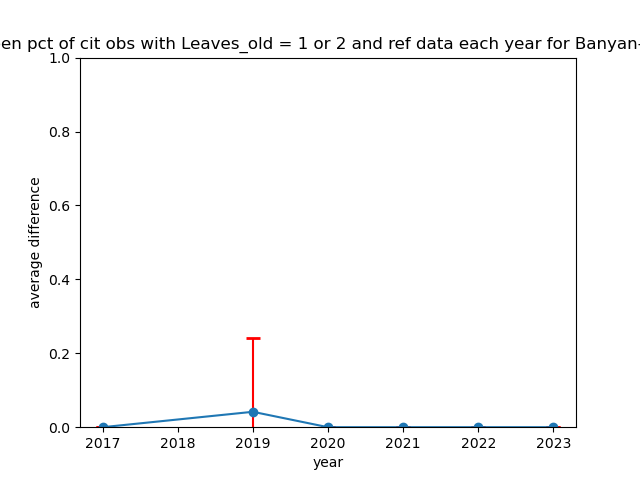 en pct of cit obs with Leaves_old = 1 or 2 and ref data each year for Banyan-
1.0
0.8
0.6
0.4
0.2
0.0
average difference
2017 2018 2019 2020 2021 2022 2023
year